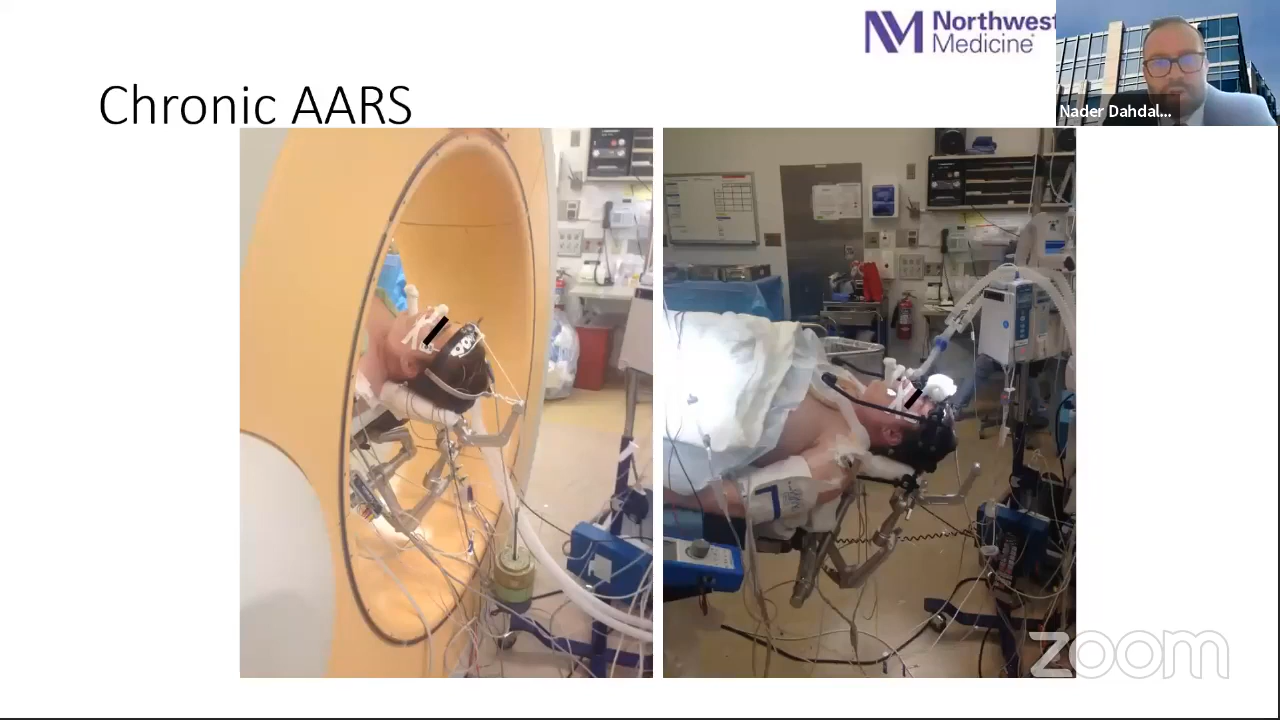 Northwest
Medicine
Chronic AARS
Nader Dahdal...
zoom